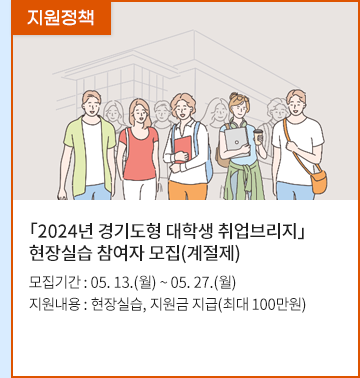 지원정책
「2024년 경기도형 대학생 취업브리지」
현장실습 참여자 모집(계절제)
모집기간 : 05. 13.(월) ~ 05. 27.(월)
지원내용 : 현장실습, 지원금 지급(최대 100만원)